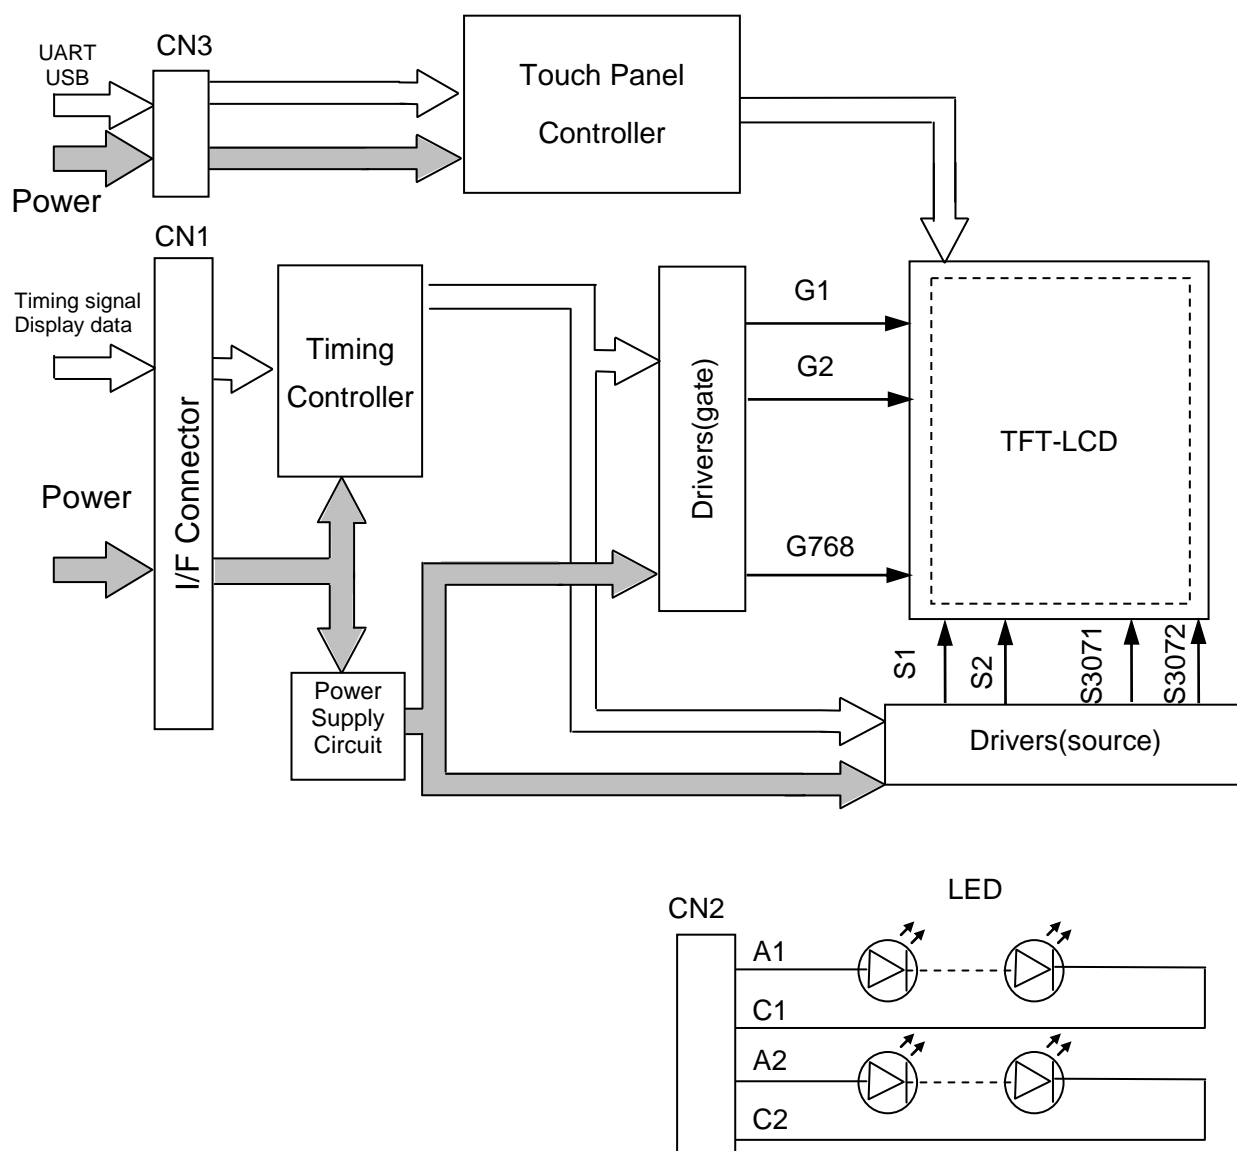 CN3
UART
USB
Power
Touch Panel
Controller
CN1
Timing signal
Display data
Power
I/F Connector
Timing
Controller
Drivers(gate)
G1
G2
G768
TFT-LCD
Power
Supply
Circuit
S1
S2
S3071
S3072
Drivers(source)
LED
CN2
A1
C1
A2
C2